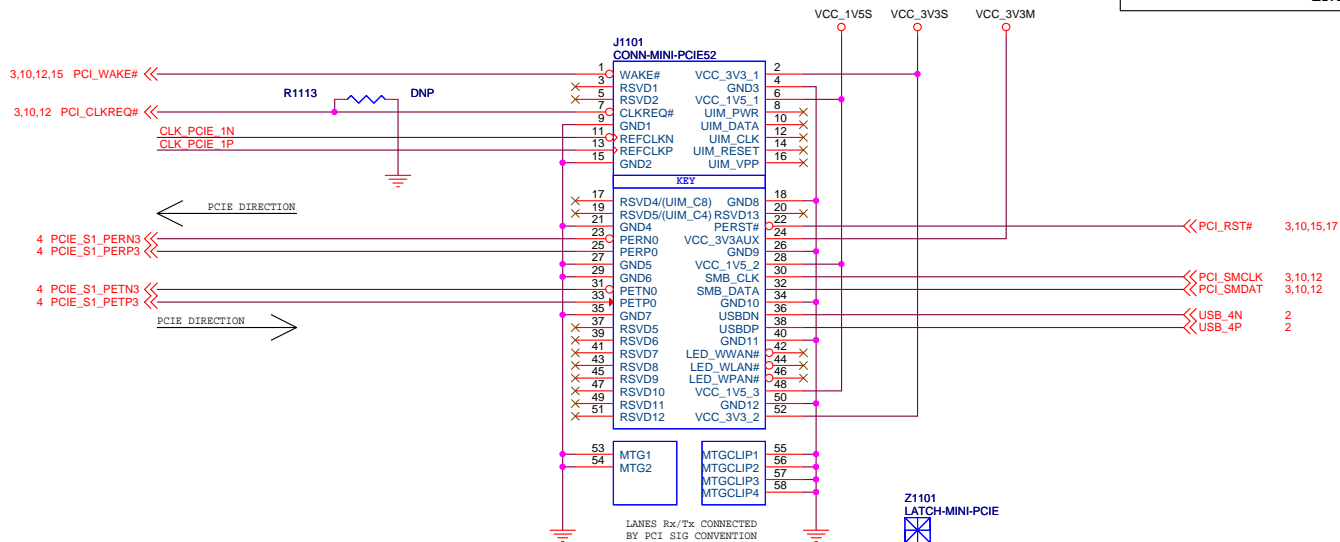 VCC_1V5S VCC_3V3S VCC_3V3M
J1101
CONN-MINI-PCIE52
3,10,12,15 PCI_WAKE# 1 WAKE# VCC_3V3_1 2
3 RSVD1 GND3 4
R1113 DNP 5 RSVD2 VCC_1V5_1 6
3,10,12 PCI_CLKREQ# 7 CLKREQ# UIM_PWR 8
9 GND1 UIM_DATA 10
CLK_PCIE_1N 11 REFCLKN UIM_CLK 12
CLK_PCIE_1P 13 REFCLKP UIM_RESET 14
15 GND2 UIM_VPP 16
KEY
17 RSVD4/(UIM_C8) GND8 18
PCIE DIRECTION 19 RSVD5/(UIM_C4) RSVD13 20
21 GND4 PERST# 22 PCI_RST# 3,10,15,17
4 PCIE_S1_PERN3 23 PERN0 VCC_3V3AUX 24
4 PCIE_S1_PERP3 25 PERP0 GND9 26
27 GND5 VCC_1V5_2 28
29 GND6 SMB_CLK 30 PCI_SMCLK 3,10,12
4 PCIE_S1_PETN3 31 PETN0 SMB_DATA 32 PCI_SMDAT 3,10,12
4 PCIE_S1_PETP3 33 PETP0 GND10 34
35 GND7 USBDN 36 USB_4N 2
PCIE DIRECTION 37 RSVD5 USBDP 38 USB_4P 2
39 RSVD6 GND11 40
41 RSVD7 LED_WWAN# 42
43 RSVD8 LED_WLAN# 44
45 RSVD9 LED_WPAN# 46
47 RSVD10 VCC_1V5_3 48
49 RSVD11 GND12 50
51 RSVD12 VCC_3V3_2 52
53 MTG1 MTGCLIP1 55
54 MTG2 MTGCLIP2 56
MTGCLIP3 57
MTGCLIP4 58
LANES Rx/Tx CONNECTED
BY PCI SIG CONVENTION
Z1101
LATCH-MINI-PCIE